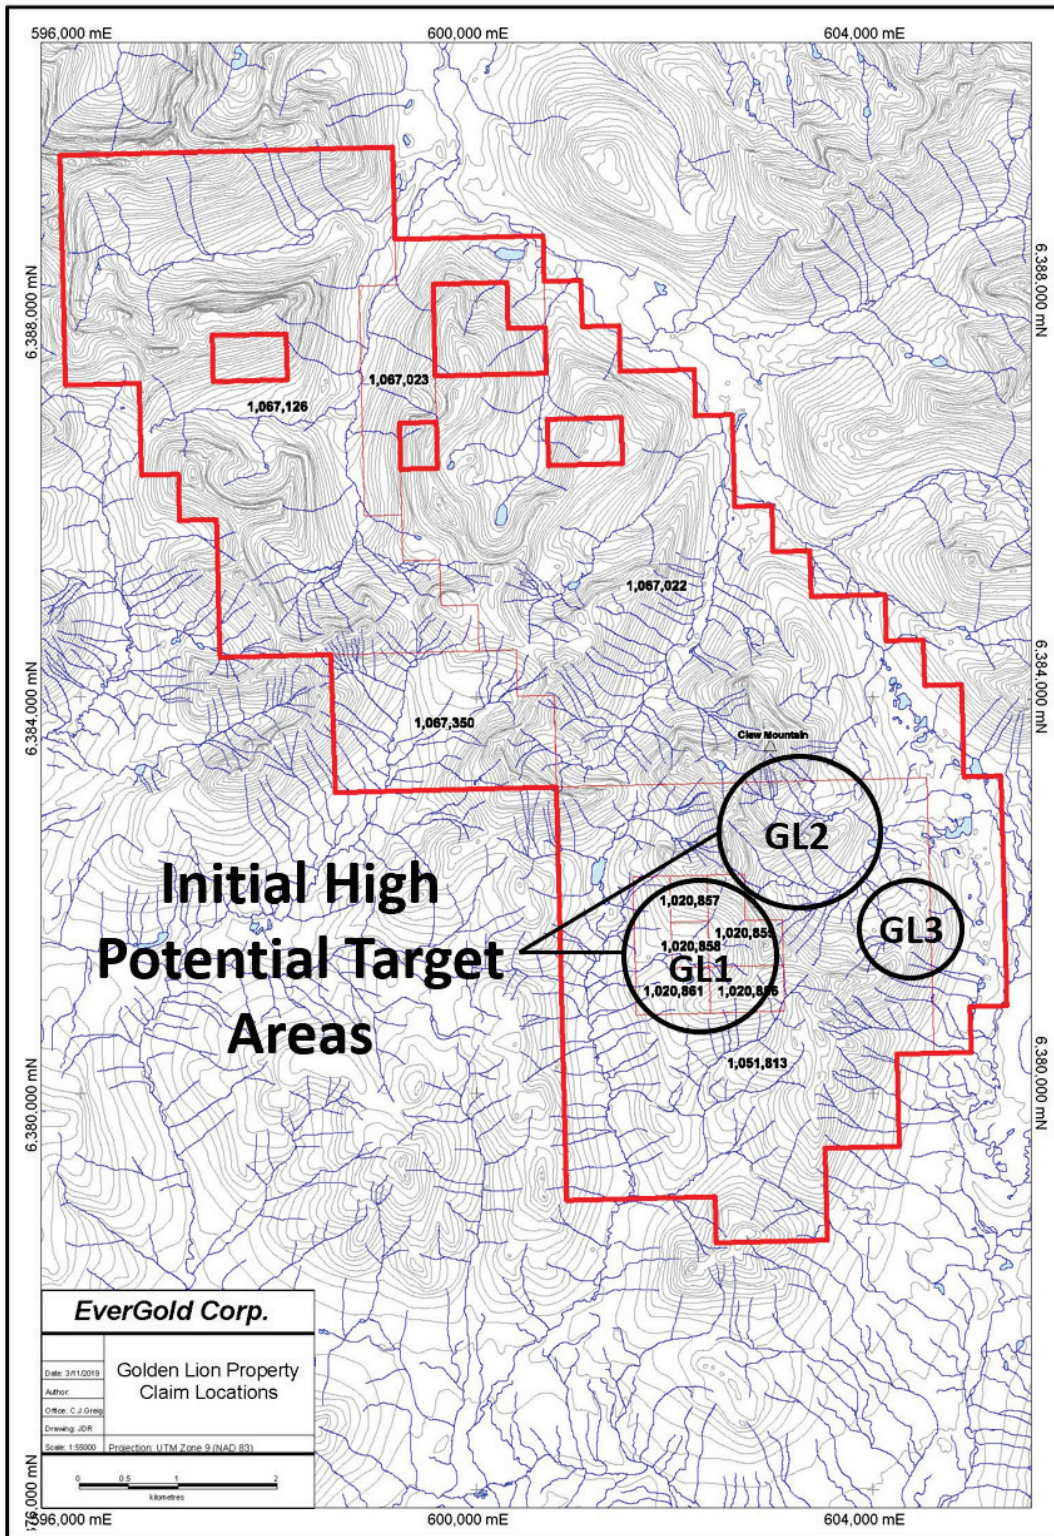 596,000 mE
600,000 mE
604,000 mE
6,388,000 mN
6,388,000 mN
1,067,023
1,067,126
1,067,022
6,384,000 mN
6,384,000 mN
1,067,350
Claw Mountain
GL2
Initial High
Potential Target
Areas
1,020,857
1,020,858
GL3
GL1
1,020,861
1,051,813
6,380,000 mN
6,380,000 mN
EverGold Corp.
Golden Lion Property
Claim Locations
Date: 3/11/2019
Author:
Office: C.J.Greig
Drawing: JDR
Scale: 1:55000
Projection: UTM Zone 9 (NAD 83)
0 0.5 1 2
kilometres
596,000 mE
600,000 mE
604,000 mE